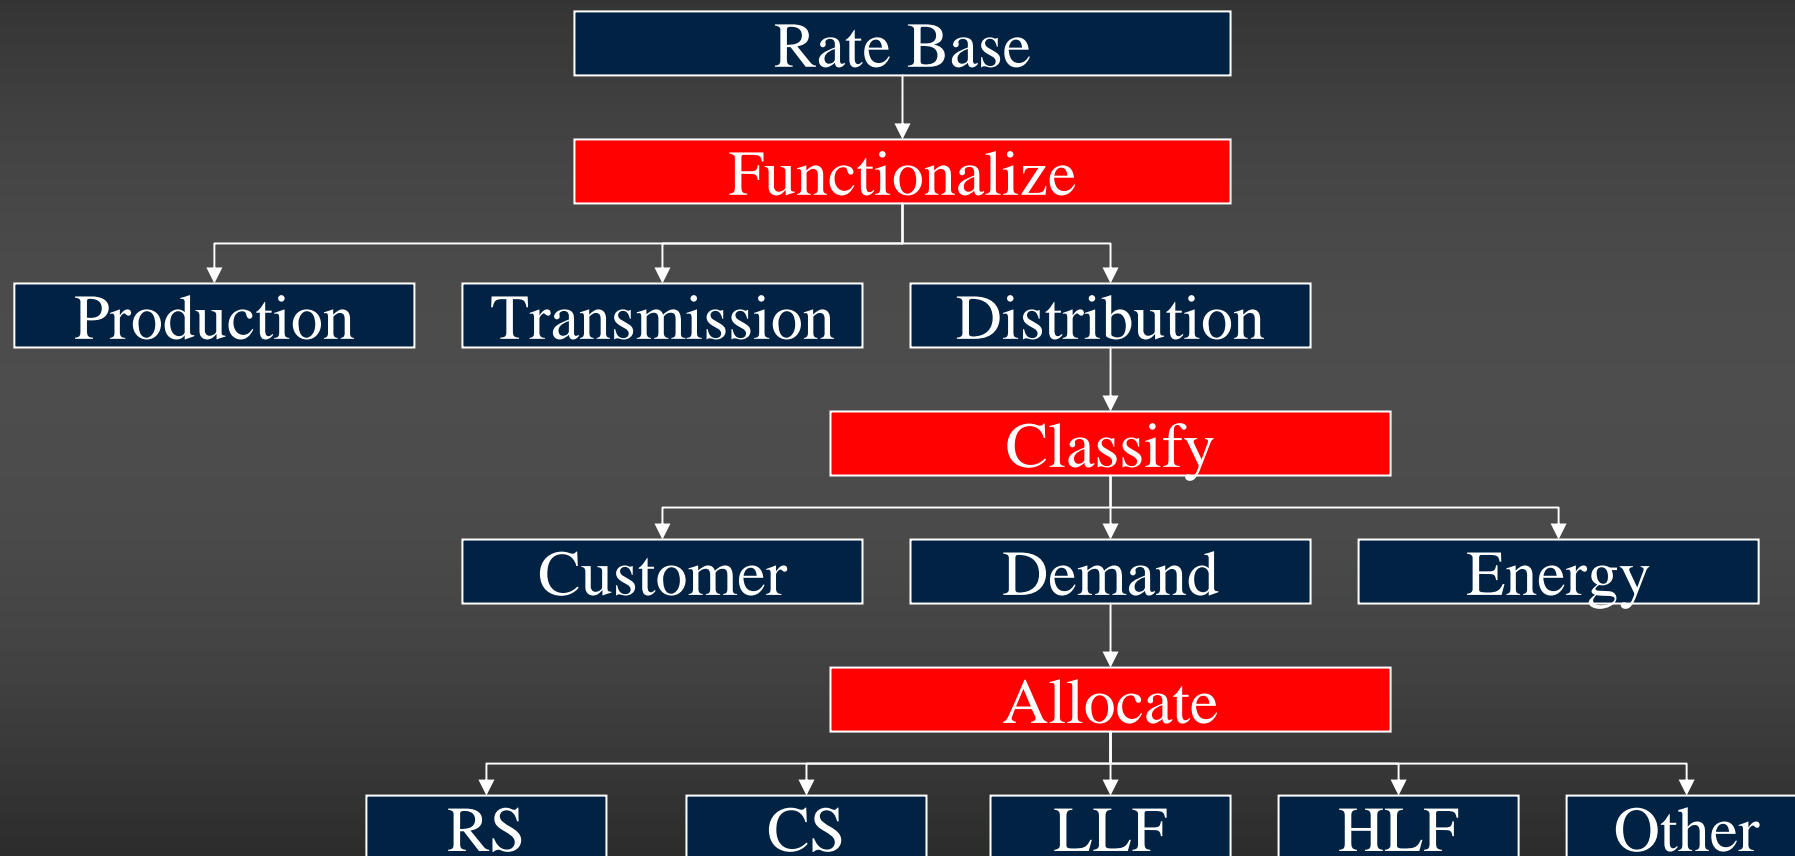 Rate Base
Functionalize
Production
Transmission
Distribution
Classify
Customer
Demand
Energy
Allocate
RS
CS
LLF
HLF
Other